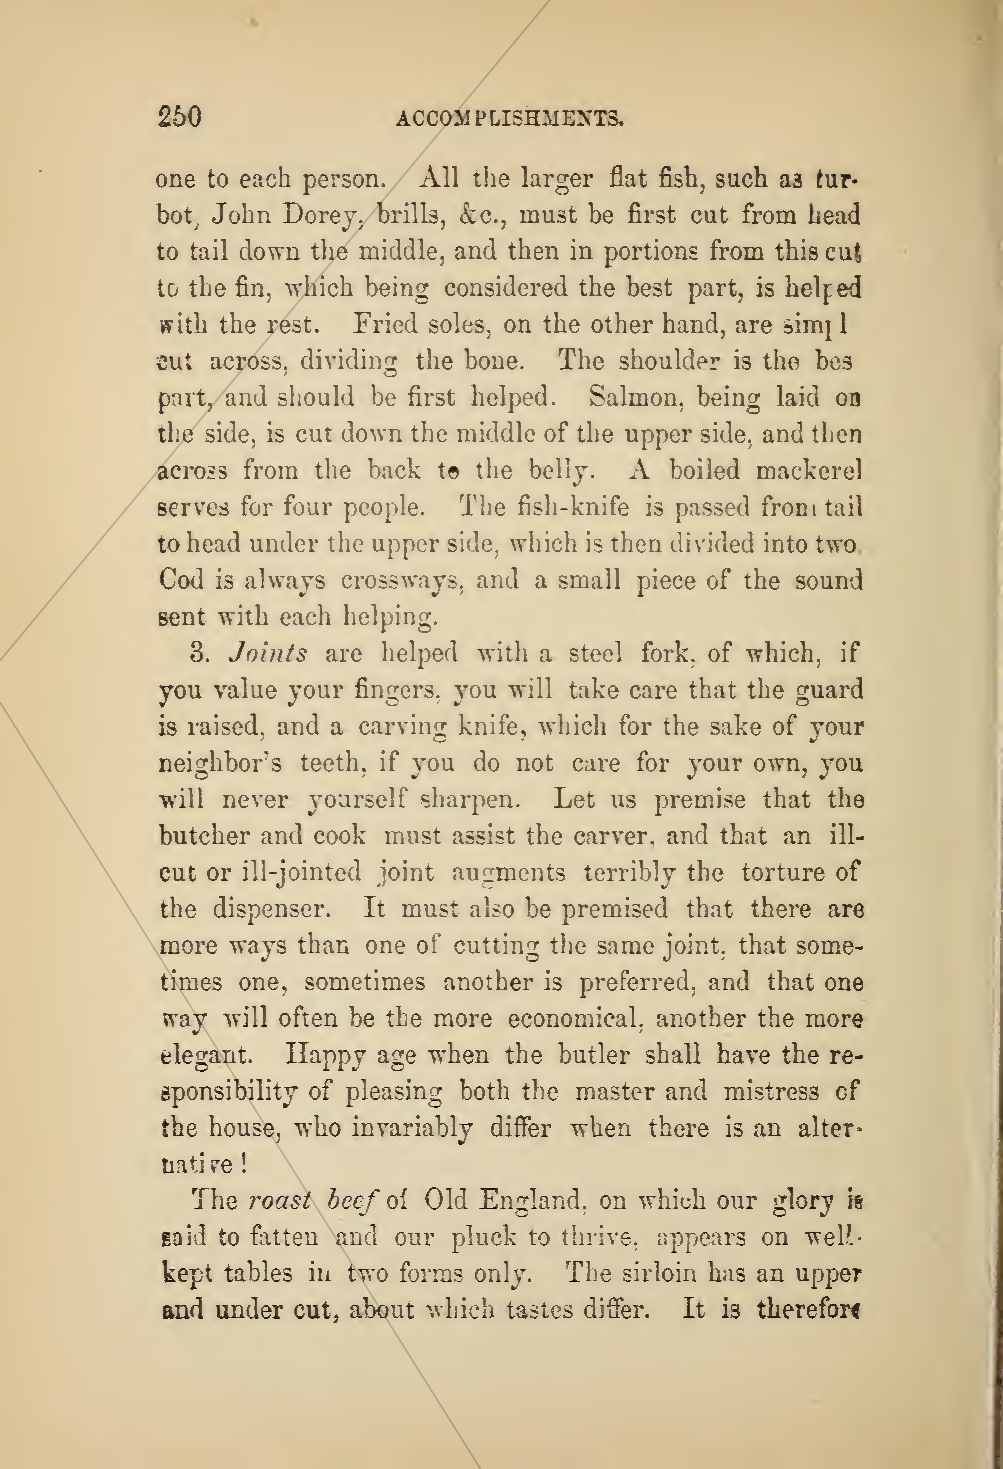 250 ACCOMPLISHMENTS.
one to each person. All the larger flat fish, such as tur-
bot, John Dorey, brills, &c., must be first cut from head
to tail down the middle, and then in portions from this cut
to the fin, which being considered the best part, is helped
with the rest. Fried soles, on the other hand, are simpl
cut across, dividing the bone. The shoulder is the bes
part, and should be first helped. Salmon, being laid on
the side, is cut down the middle of the upper side, and then
across from the back to the belly. A boiled mackerel
serves for four people. The fish-knife is passed from tail
to head under the upper side, which is then divided into two
Cod is always crossways, and a small piece of the sound
sent with each helping.
3. Joints are helped with a steel fork, of which, if
you value your fingers, you will take care that the guard
is raised, and a carving knife, which for the sake of your
neighbor's teeth, if you do not care for your own, you
will never yourself sharpen. Let us premise that the
butcher and cook must assist the carver, and that an ill-
cut or ill-jointed joint augments terribly the torture of
the dispenser. It must also be premised that there are
more ways than one of cutting the same joint, that some-
times one, sometimes another is preferred, and that one
way will often be the more economical, another the more
elegant. Happy age when the butler shall have the re-
sponsibility of pleasing both the master and mistress of
the house, who invariably differ when there is an alter-
native!
The roast beef of Old England, on which our glory is
said to fatten and our pluck to thrive, appears on well-
kept tables in two forms only. The sirloin has an upper
and under cut, about which tastes differ. It is therefore